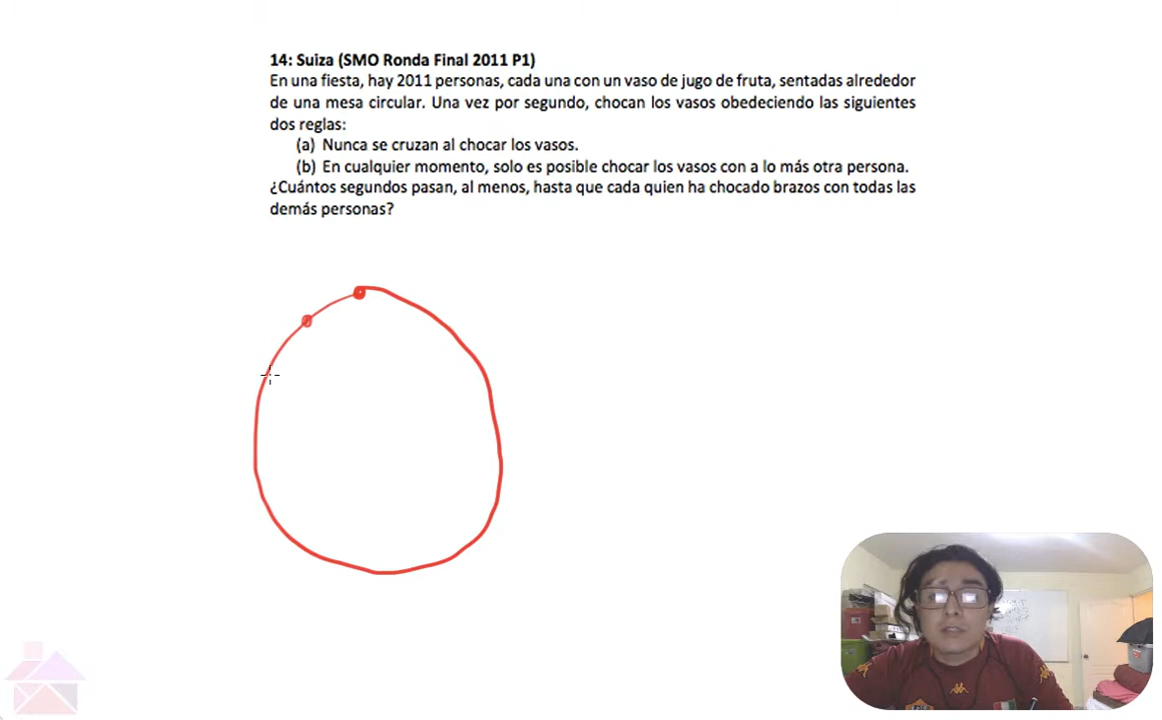 14: Suiza (SMO Ronda Final 2011 P1)
En una fiesta, hay 2011 personas, cada una con un vaso de jugo de fruta, sentadas alrededor
de una mesa circular. Una vez por segundo, chocan los vasos obedeciendo las siguientes
dos reglas:
(a) Nunca se cruzan al chocar los vasos.
(b) En cualquier momento, solo es posible chocar los vasos con a lo más otra persona.
¿Cuántos segundos pasan, al menos, hasta que cada quien ha chocado brazos con todas las
demás personas?